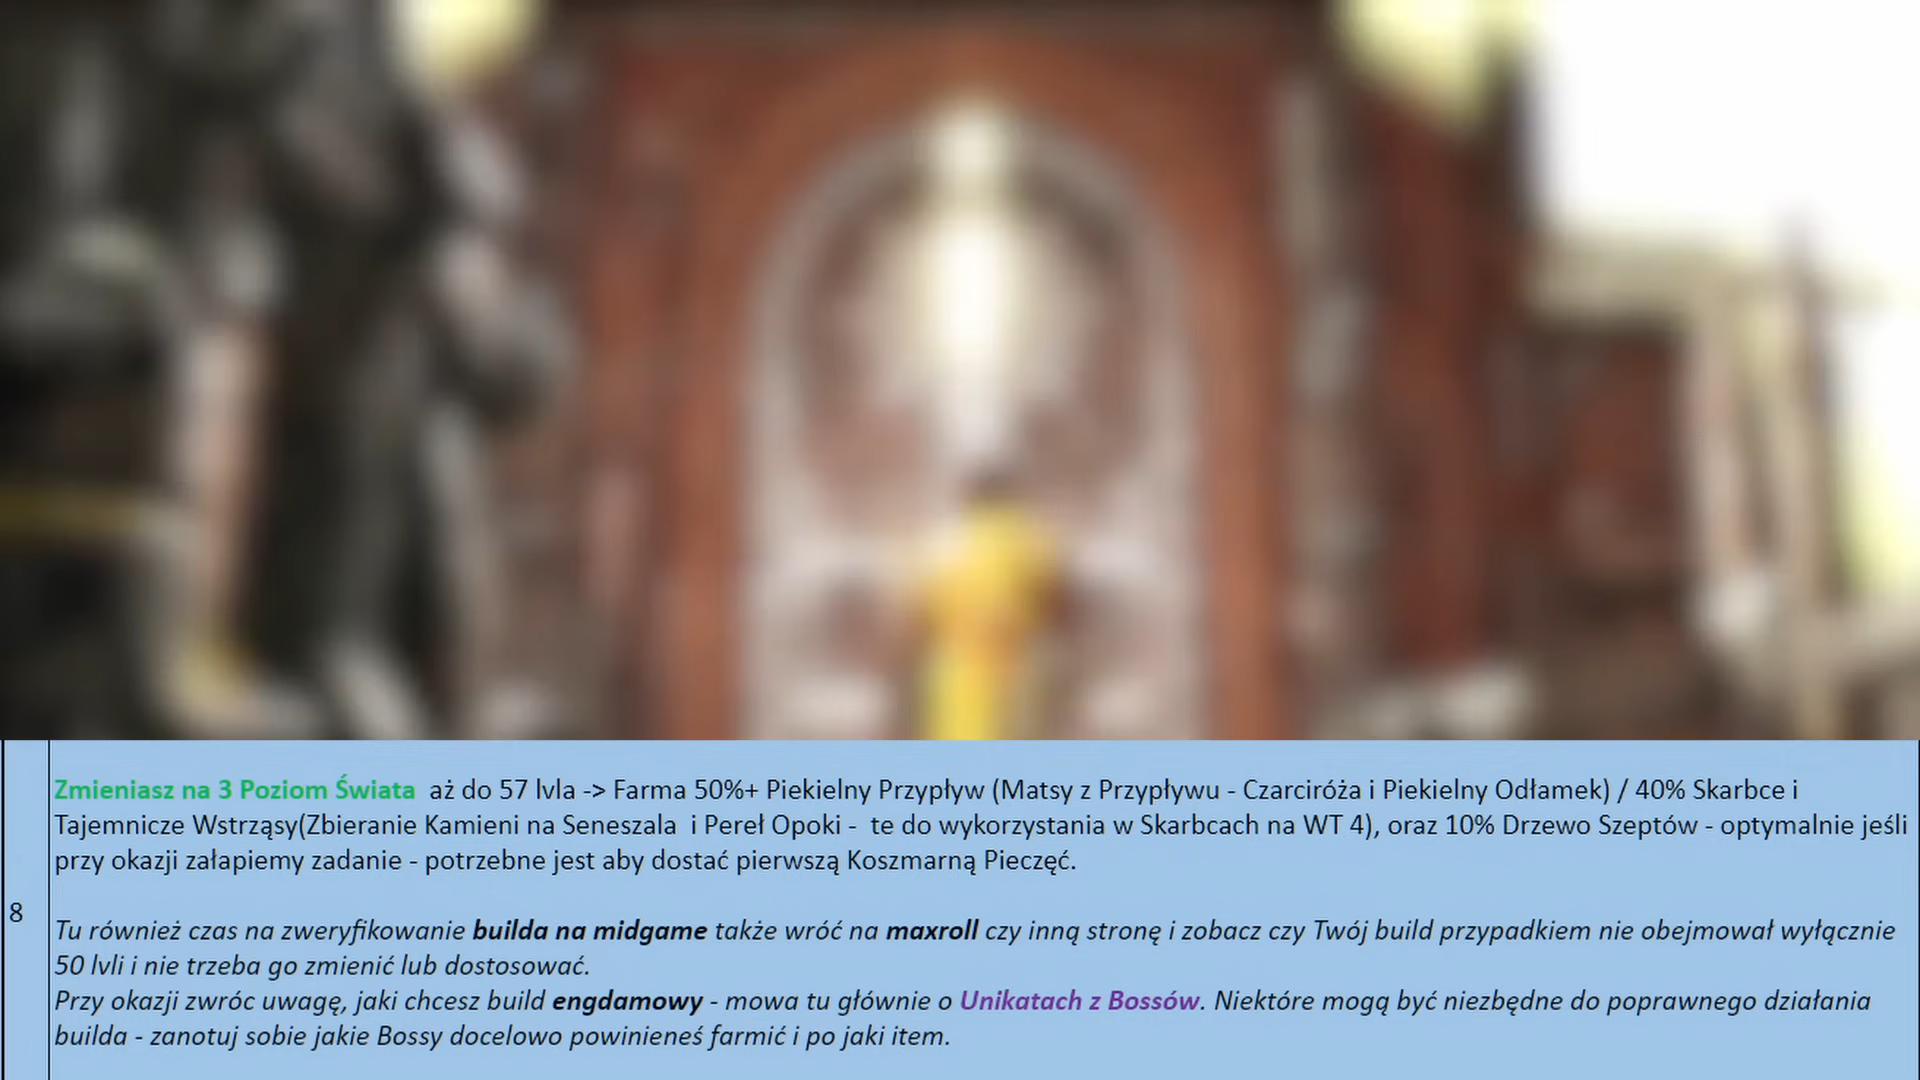 Zmieniasz na 3 Poziom Świata aż do 57 lvla -> Farma 50%+ Piekielny Przypływ (Matsy z Przypływu - Czarciróża i Piekielny Odłamek) / 40% Skarbce i
Tajemnicze Wstrząsy(Zbieranie Kamieni na Seneszala i Pereł Opoki - te do wykorzystania w Skarbcach na WT 4), oraz 10% Drzewo Szeptów - optymalnie jeśli
przy okazji załapiemy zadanie - potrzebne jest aby dostać pierwszą Koszmarną Pieczęć.
8
Tu również czas na zweryfikowanie builda na midgame także wróć na maxroll czy inną stronę i zobacz czy Twój build przypadkiem nie obejmował wyłącznie
50 lvli i nie trzeba go zmienić lub dostosować.
Przy okazji zwróc uwagę, jaki chcesz build engdamowy - mowa tu głównie o Unikatach z Bossów. Niektóre mogą być niezbędne do poprawnego działania
builda - zanotuj sobie jakie Bossy docelowo powinieneś farmić i po jaki item.